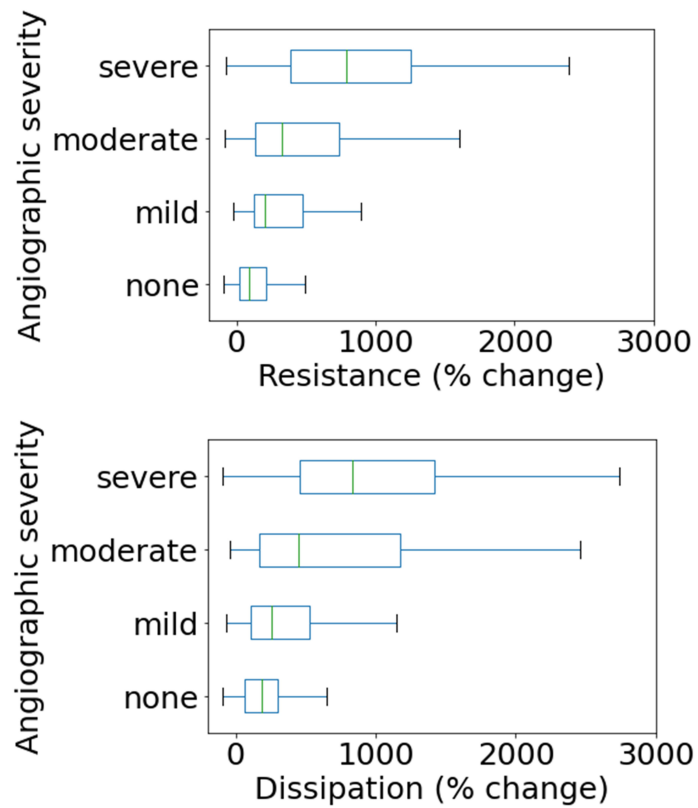 Angiographic severity
severe
moderate
mild
none
0 1000 2000 3000
Resistance (% change)
Angiographic severity
severe
moderate
mild
none
0 1000 2000 3000
Dissipation (% change)